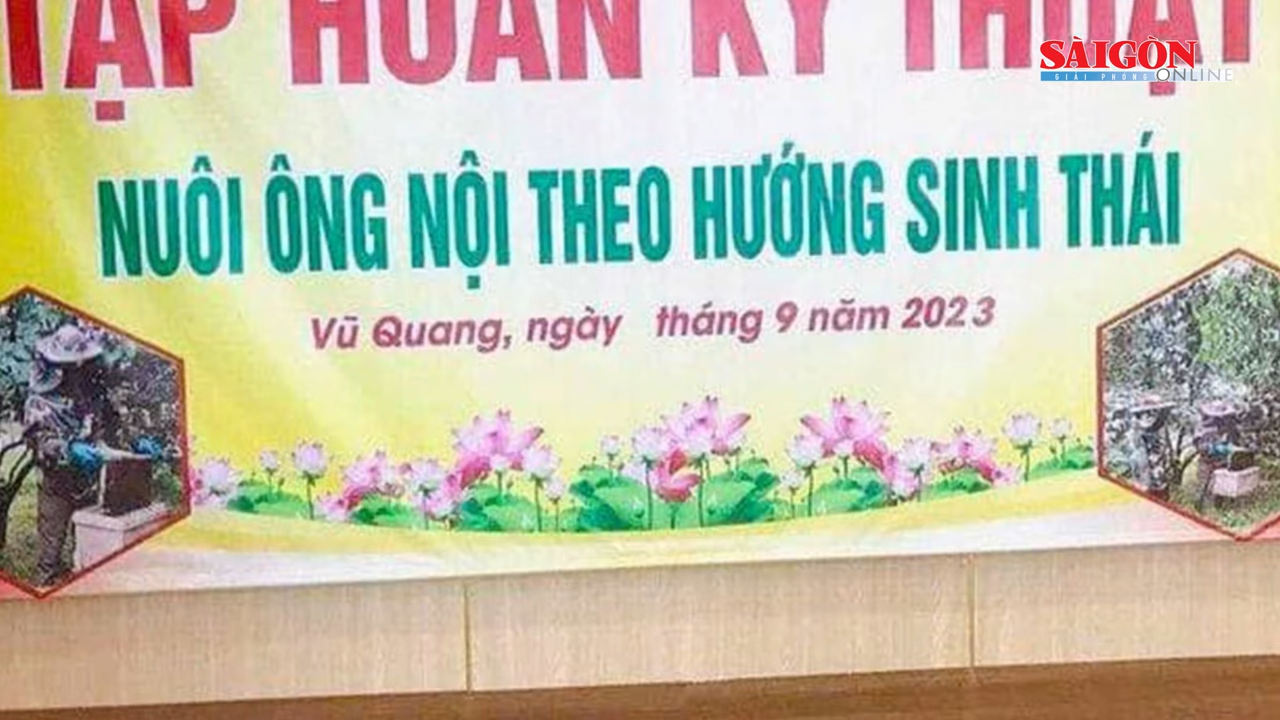 TẬP HUẤN KỸ THUẬT
SÀIGÒN
GIẢI PHÓNG ONLINE
NUÔI ÔNG NỘI THEO HƯỚNG SINH THÁI
Vũ Quang, ngày tháng 9 năm 2023